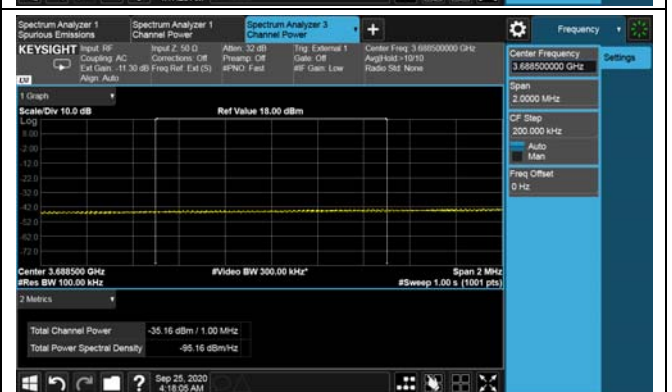 Spectrum Analyzer 1
Spurious Emissions
Spectrum Analyzer 1
Channel Power
Spectrum Analyzer 3
Channel Power
Frequency
KEYSIGHT
Input: RF
Coupling: AC
Ext Gain: -11.30 dB
Align: Auto
Input Z: 50 Ω
Corrections: Off
Freq Ref: Ext (S)
Atten: 32 dB
Preamp: Off
#PNO: Fast
Trig: External 1
Gate: Off
#IF Gain: Low
Center Freq: 3.688500000 GHz
Avg|Hold:>10/10
Radio Std: None
Center Frequency
3.688500000 GHz
Settings
Span
2.0000 MHz
CF Step
200.000 kHz
Auto
Man
Freq Offset
0 Hz
1 Graph
Scale/Div 10.0 dB
Ref Value 18.00 dBm
Log
8.00
-2.00
-12.0
-22.0
-32.0
-42.0
-52.0
-62.0
-72.0
Center 3.688500 GHz
#Video BW 300.00 kHz*
Span 2 MHz
#Res BW 100.00 kHz
#Sweep 1.00 s (1001 pts)
2 Metrics
Total Channel Power
-35.16 dBm / 1.00 MHz
Total Power Spectral Density
-95.16 dBm/Hz
Sep 25, 2020
4:18:05 AM